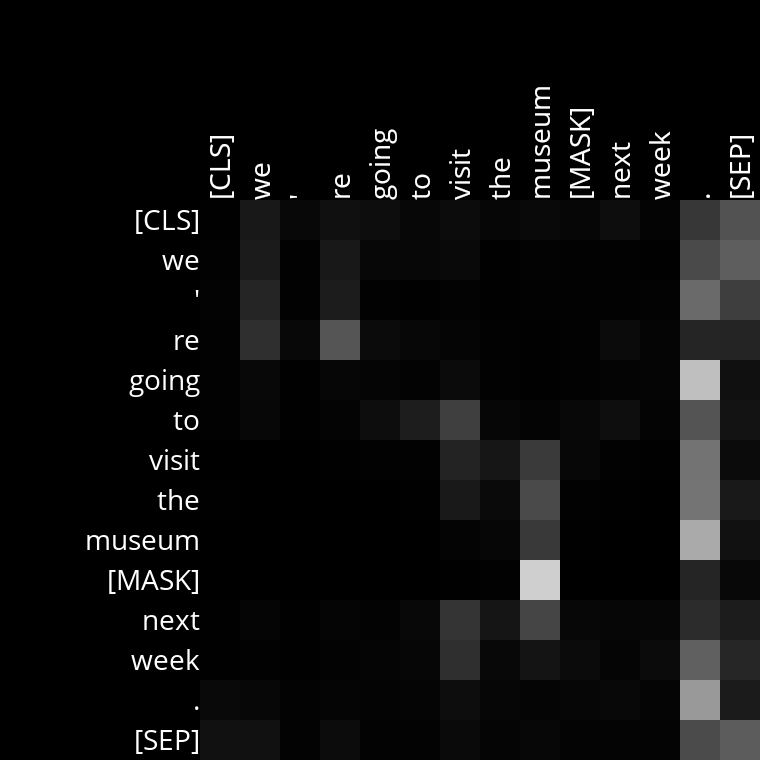 [CLS] we ' re going to visit the museum [MASK] next week . [SEP]
[CLS]
we
'
re
going
to
visit
the
museum
[MASK]
next
week
.
[SEP]